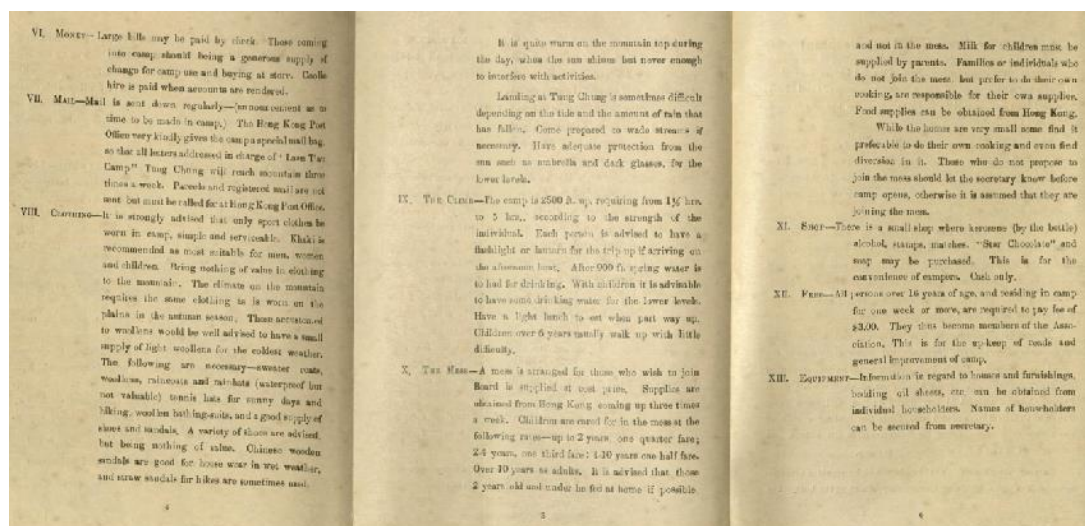 VI. MONEY—Large bills may be paid by check. Those coming
into camp should bring a generous supply of
change for camp use and buying at store. Coolie
hire is paid when accounts are rendered.
VII. MAIL—Mail is sent down regularly—(announcement as to
time to be made in camp.) The Hong Kong Post
Office very kindly gives the camp a special mail bag,
so that all letters addressed in charge of "Laan Tau
Camp" Tung Chung will reach mountain three
times a week. Parcels and registered mail are not
sent but must be called for at Hong Kong Post Office.
VIII. CLOTHING—It is strongly advised that only sport clothes be
worn in camp, simple and serviceable. Khaki is
recommended as most suitable for men, women
and children. Bring nothing of value in clothing
to the mountain. The climate on the mountain
requires the same clothing as is worn on the
plains in the autumn season. Those accustomed
to woollens would be well advised to have a small
supply of light woollens for the coldest weather.
The following are necessary—sweater coats,
woollens, raincoats and rainhats (waterproof but
not valuable) tennis hats for sunny days and
hiking, woollen bathing-suits, and a good supply of
shoes and sandals. A variety of shoes are advised,
but bring nothing of value. Chinese wooden
sandals are good for house wear in wet weather,
and straw sandals for hikes are sometimes used.
4
It is quite warm on the mountain top during
the day, when the sun shines but never enough
to interfere with activities.
Landing at Tung Chung is sometimes difficult
depending on the tide and the amount of rain that
has fallen. Come prepared to wade streams if
necessary. Have adequate protection from the
sun such as umbrella and dark glasses, for the
lower levels.
IX. THE CLIMB—The camp is 2500 ft. up, requiring from 1½ hrs.
to 5 hrs., according to the strength of the
individual. Each person is advised to have a
flashlight or lantern for the trip up if arriving on
the afternoon boat. After 900 ft. spring water is
to had for drinking. With children it is advisable
to have some drinking water for the lower levels.
Have a light lunch to eat when part way up.
Children over 6 years usually walk up with little
difficulty.
X. THE MESS—A mess is arranged for those who wish to join
Board is supplied at cost price. Supplies are
obtained from Hong Kong coming up three times
a week. Children are cared for in the mess at the
following rates—up to 2 years, one quarter fare;
2-4 years, one third fare; 4-10 years one half fare.
Over 10 years as adults. It is advised that those
2 years old and under be fed at home if possible
5
and not in the mess. Milk for children must be
supplied by parents. Families or individuals who
do not join the mess, but prefer to do their own
cooking, are responsible for their own supplies.
Food supplies can be obtained from Hong Kong.
While the homes are very small some find it
preferable to do their own cooking and even find
diversion in it. Those who do not propose to
join the mess should let the secretary know before
camp opens, otherwise it is assumed that they are
joining the mess.
XI. SHOP—There is a small shop where kerosene (by the bottle)
alcohol, stamps, matches, "Star Chocolate" and
soap may be purchased. This is for the
convenience of campers. Cash only.
XII. FEES—All persons over 16 years of age, and residing in camp
for one week or more, are required to pay fee of
$3.00. They thus become members of the Asso-
ciation. This is for the up-keep of roads and
general improvement of camp.
XIII. EQUIPMENT—Information in regard to houses and furnishings,
bedding oil sheets, etc. can be obtained from
individual householders. Names of householders
can be secured from secretary.
6